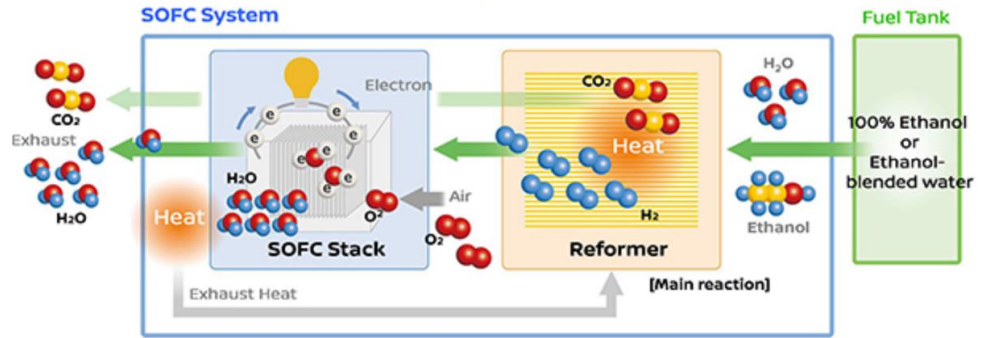 SOFC System
Fuel Tank
CO₂
Exhaust
H₂O
Electron
e
e
e
e
e
e
e
H₂O
Heat
O²
Air
O₂
SOFC Stack
Exhaust Heat
CO₂
Heat
H₂
Reformer
[Main reaction]
H₂O
Ethanol
100% Ethanol
or
Ethanol-
blended water